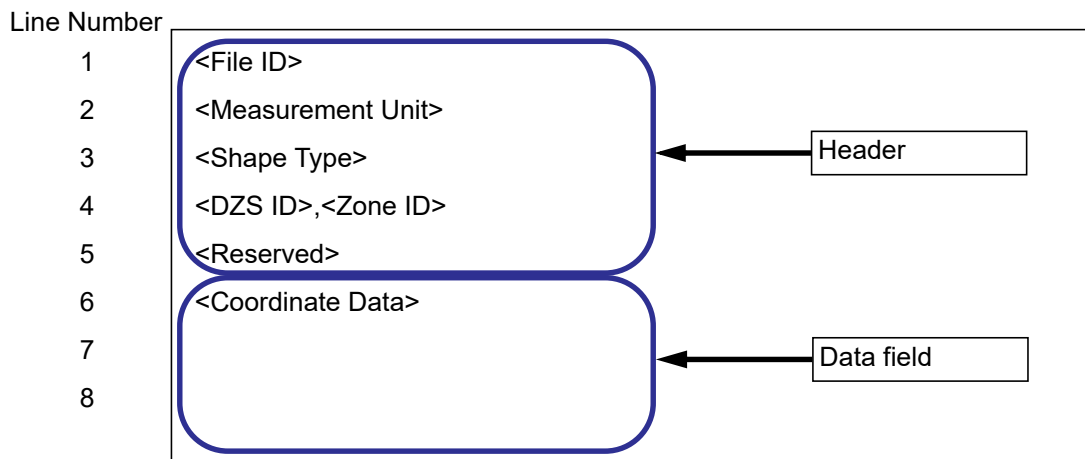 Line Number
1 <File ID>
2 <Measurement Unit>
3 <Shape Type>
Header
4 <DZS ID>,<Zone ID>
5 <Reserved>
6 <Coordinate Data>
7
Data field
8